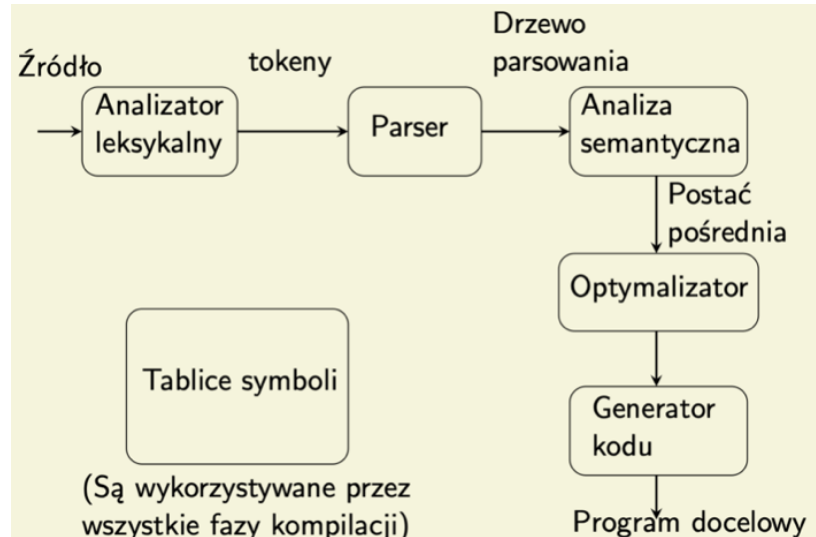 Źródło
tokeny
Drzewo
parsowania
Analizator
leksykalny
Parser
Analiza
semantyczna
Postać
pośrednia
Optymalizator
Tablice symboli
Generator
kodu
(Są wykorzystywane przez
wszystkie fazy kompilacji)
Program docelowy